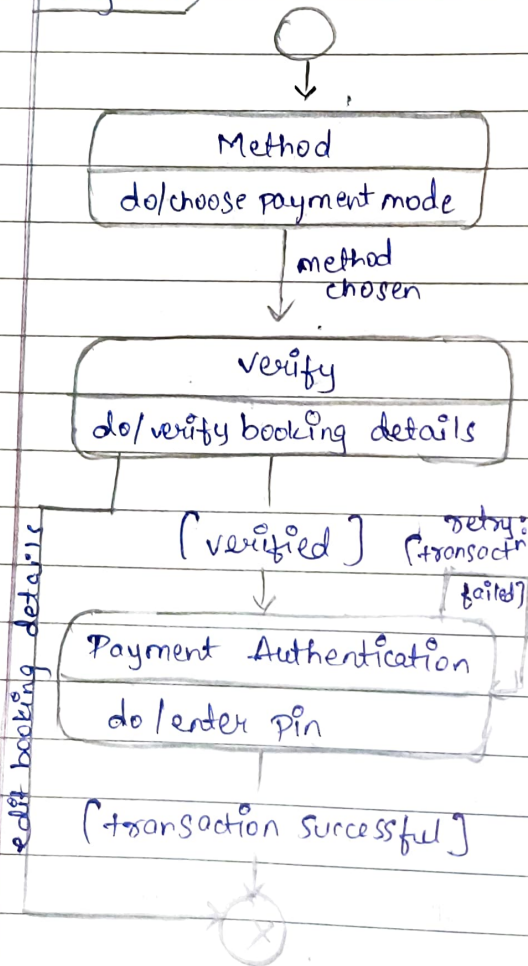 Method
do/choose payment mode
method
chosen
verify
do/verify booking details
[verified]
retry:
[transactn
failed]
Payment Authentication
do/enter pin
edit booking details
[transaction successful]